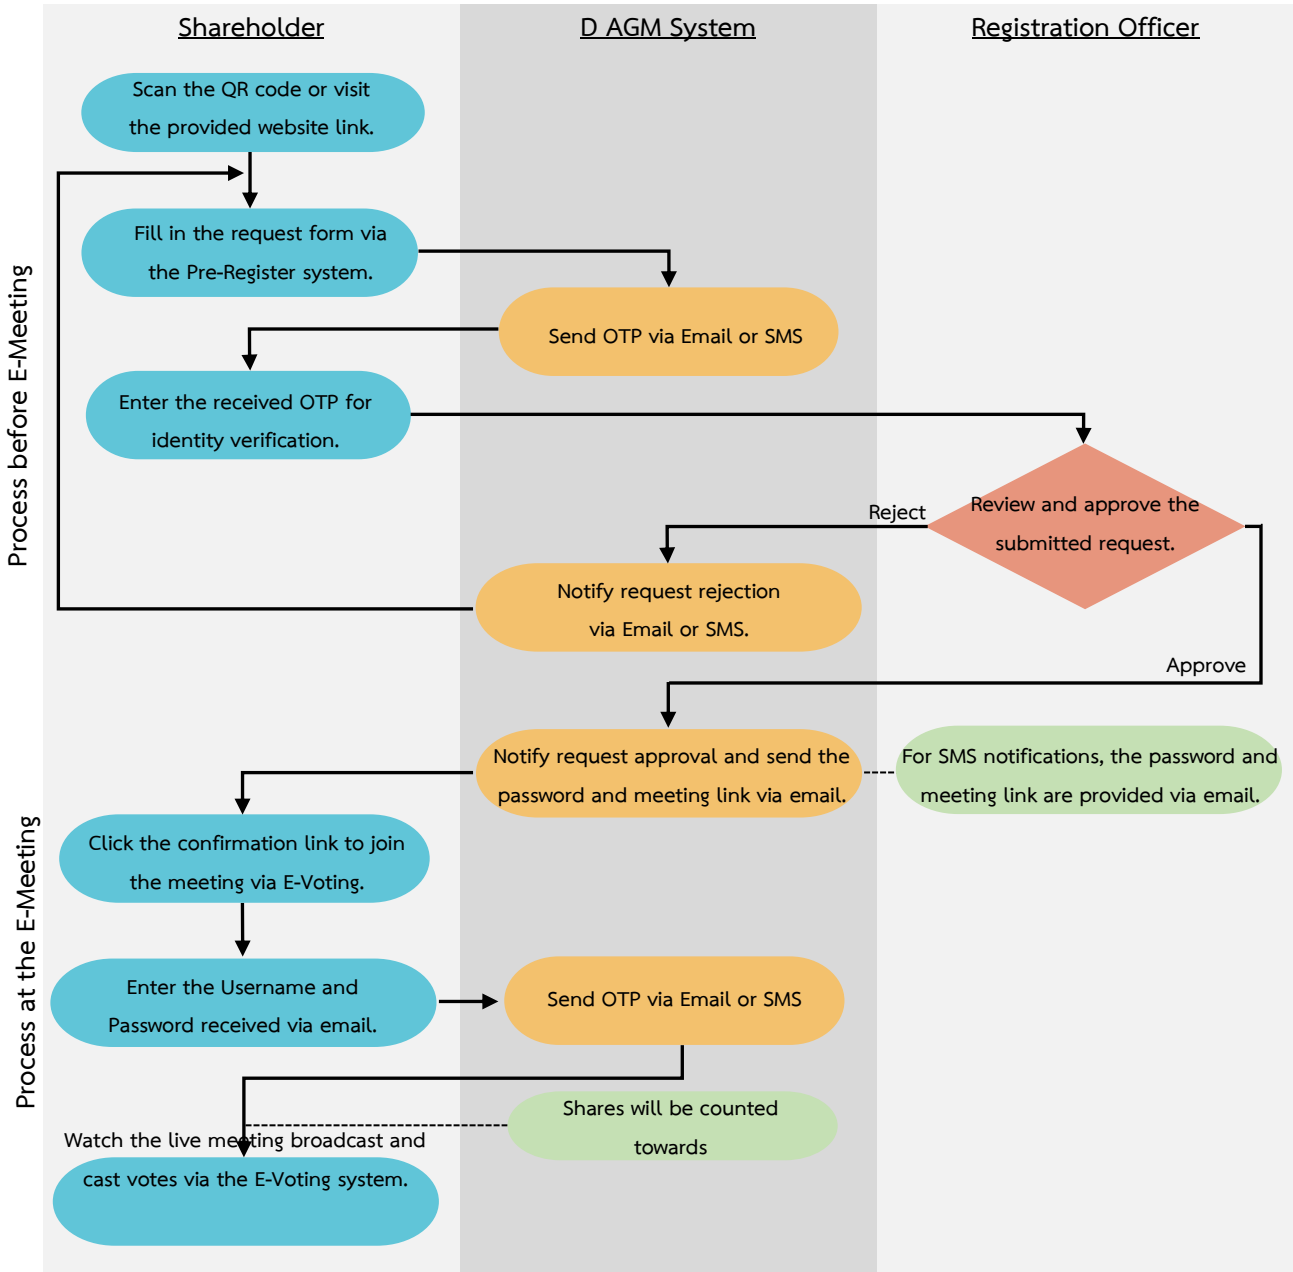 Shareholder
D AGM System
Registration Officer
Process before E-Meeting
Scan the QR code or visit
the provided website link.
Fill in the request form via
the Pre-Register system.
Send OTP via Email or SMS
Enter the received OTP for
identity verification.
Review and approve the
submitted request.
Reject
Notify request rejection
via Email or SMS.
Approve
Notify request approval and send the
password and meeting link via email.
For SMS notifications, the password and
meeting link are provided via email.
Process at the E-Meeting
Click the confirmation link to join
the meeting via E-Voting.
Enter the Username and
Password received via email.
Send OTP via Email or SMS
Shares will be counted
towards
Watch the live meeting broadcast and
cast votes via the E-Voting system.